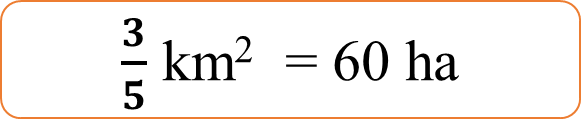 3/5 km² = 60 ha